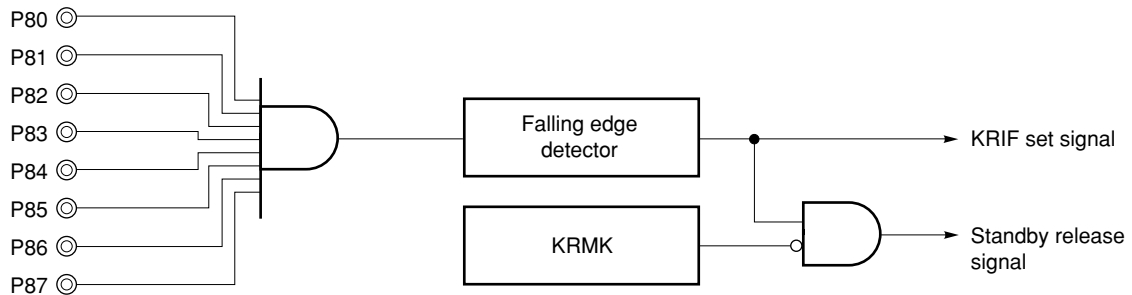 P80
P81
P82
P83
P84
P85
P86
P87
Falling edge
detector
KRMK
KRIF set signal
Standby release
signal